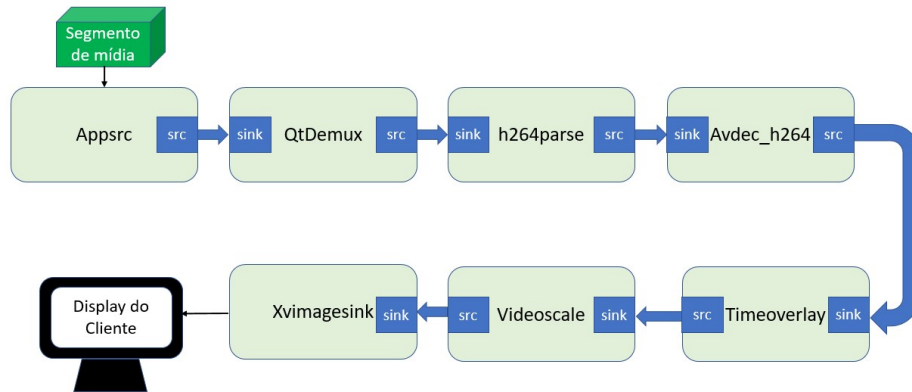 Segmento
de mídia
Appsrc
src
sink
QtDemux
src
sink
h264parse
src
sink
Avdec_h264
src
Display do
Cliente
Xvimagesink
sink
src
Videoscale
sink
src
Timeoverlay
sink